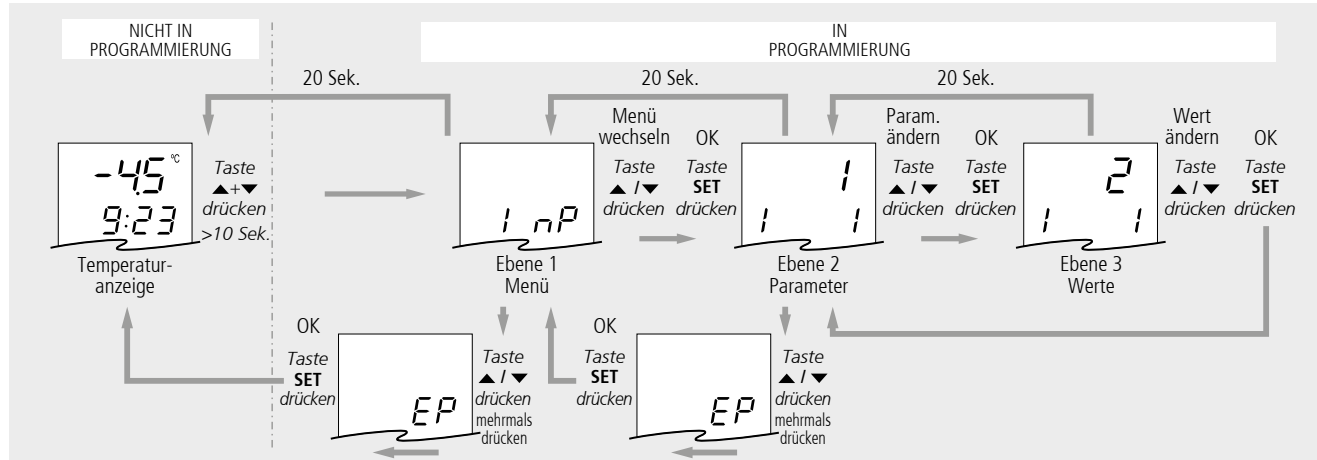 NICHT IN
PROGRAMMIERUNG
IN
PROGRAMMIERUNG
20 Sek.
20 Sek.
20 Sek.
-4.5 °C
9:23
Temperatur-
anzeige
Taste
▲+▼
drücken
>10 Sek.
InP
Ebene 1
Menü
Menü
wechseln
Taste
▲ / ▼
drücken
OK
Taste
SET
drücken
1
1 1
Ebene 2
Parameter
Param.
ändern
Taste
▲ / ▼
drücken
OK
Taste
SET
drücken
2
1 1
Ebene 3
Werte
Wert
ändern
Taste
▲ / ▼
drücken
OK
Taste
SET
drücken
OK
Taste
SET
drücken
EP
Taste
▲ / ▼
drücken
mehrmals
drücken
OK
Taste
SET
drücken
EP
Taste
▲ / ▼
drücken
mehrmals
drücken